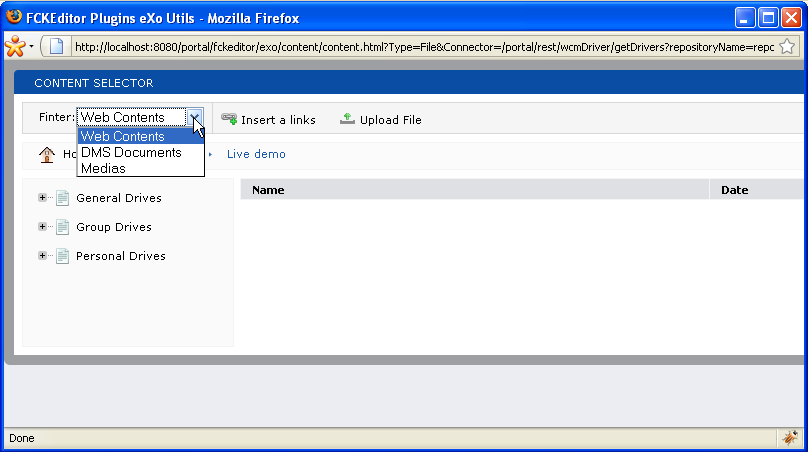 FCKEditor Plugins eXo Utils - Mozilla Firefox
http://localhost:8080/portal/fckeditor/exo/content/content.html?Type=File&Connector=/portal/rest/wcmDriver/getDrivers?repositoryName=repo
CONTENT SELECTOR
Finter: Web Contents Insert a links Upload File
Web Contents
DMS Documents
Medias
Live demo
Name Date
General Drives
Group Drives
Personal Drives
Done